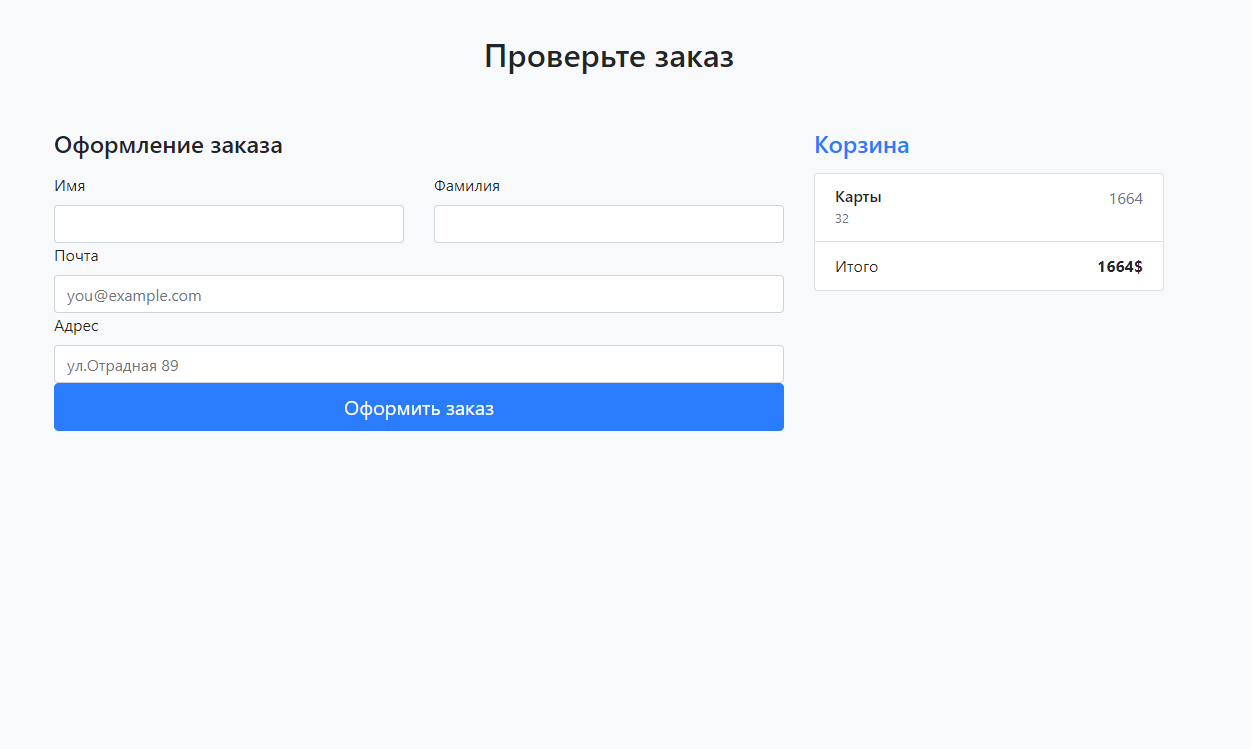 Проверьте заказ
Оформление заказа
Имя
Фамилия
Почта
you@example.com
Адрес
ул.Отрадная 89
Оформить заказ
Корзина
Карты
1664
32
Итого
1664$